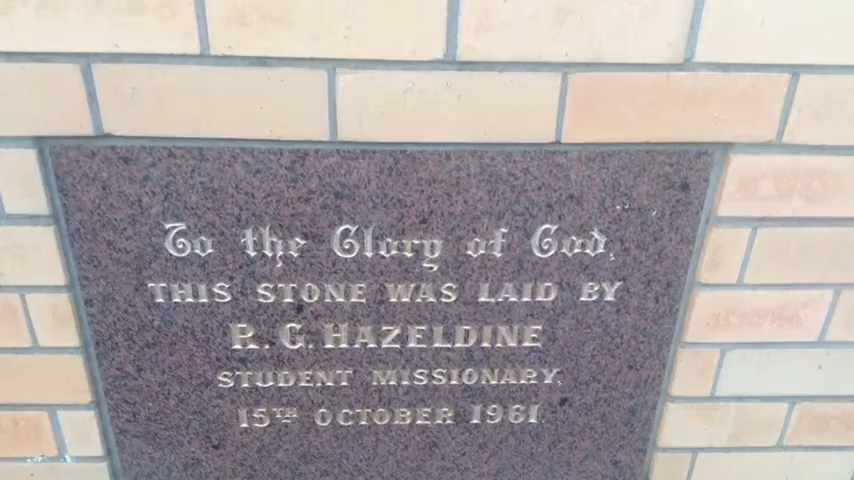 To the Glory of God,
THIS STONE WAS LAID BY
R. G. HAZELDINE
STUDENT MISSIONARY,
15TH OCTOBER 1961